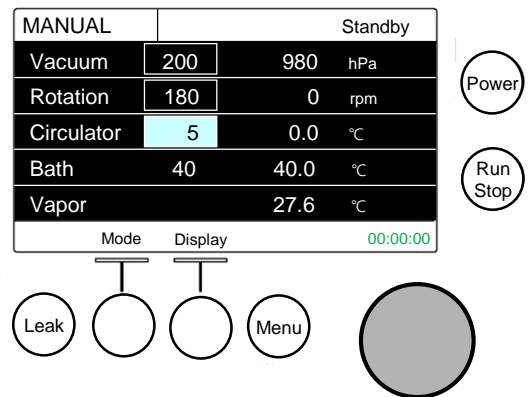 MANUAL Standby
Vacuum 200 980 hPa
Rotation 180 0 rpm
Circulator 5 0.0 ℃
Bath 40 40.0 ℃
Vapor 27.6 ℃
Mode Display 00:00:00
Power
Run
Stop
Leak
Menu